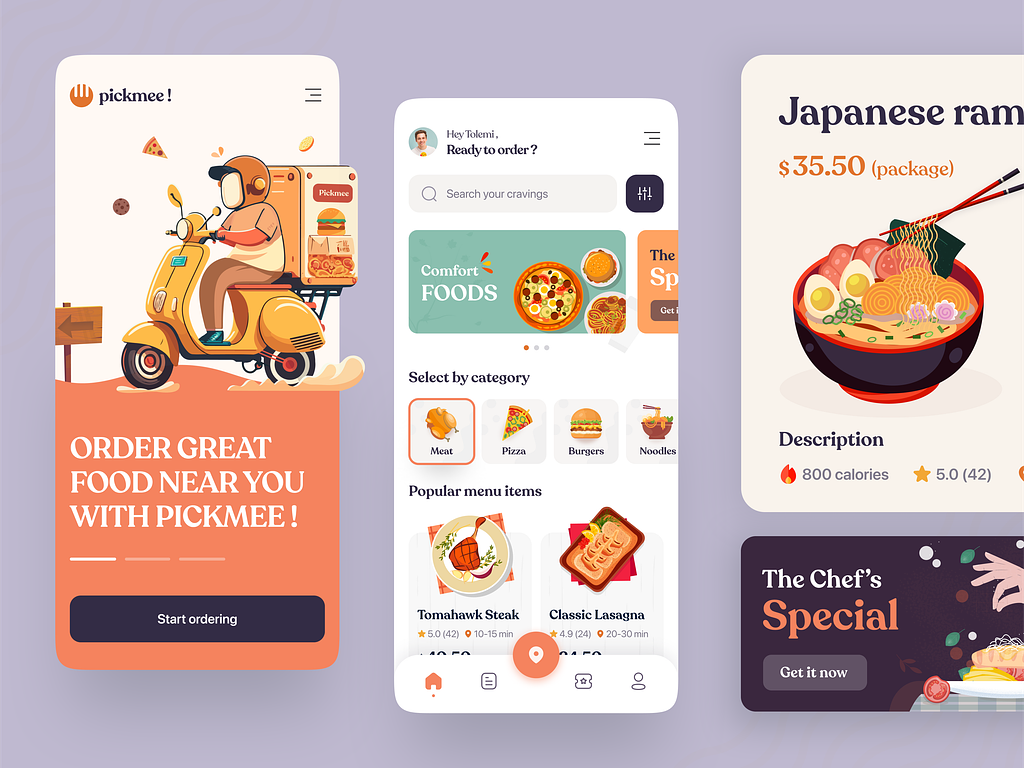 pickmee !
Pickmee
ORDER GREAT
FOOD NEAR YOU
WITH PICKMEE !
Start ordering
Hey Tolemi ,
Ready to order ?
Search your cravings
Comfort
FOODS
The
Sp
Get i
Select by category
Meat
Pizza
Burgers
Noodles
Popular menu items
Tomahawk Steak
5.0 (42) 10-15 min
Classic Lasagna
4.9 (24) 20-30 min
Japanese ram
$35.50 (package)
Description
800 calories 5.0 (42)
The Chef's
Special
Get it now